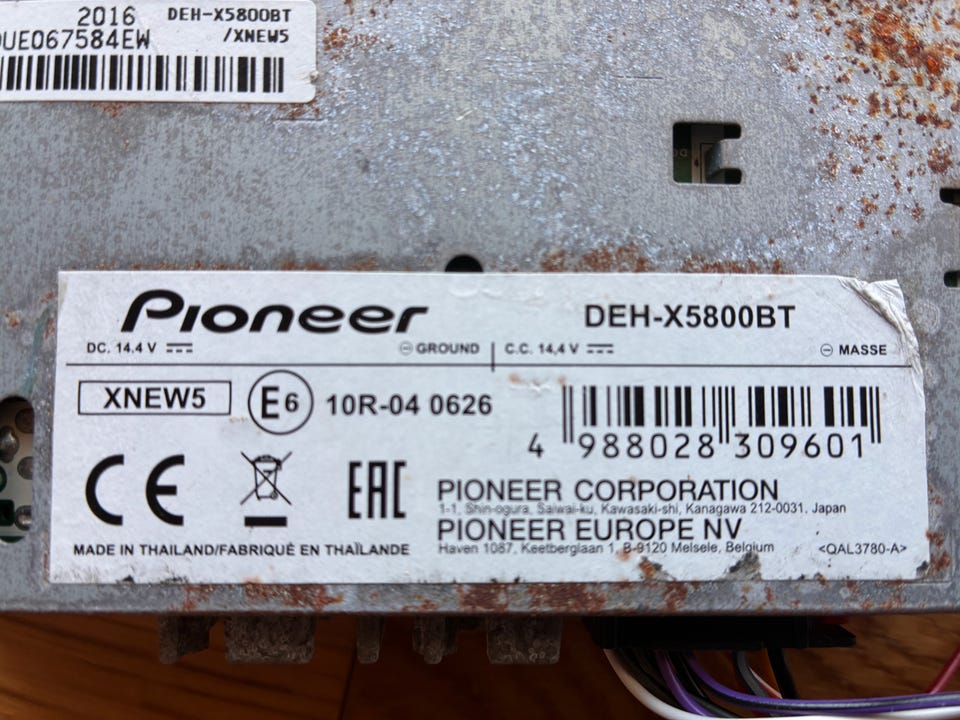 2016 DEH-X5800BT
UE067584EW /XNEW5
Pioneer DEH-X5800BT
DC. 14.4 V ⎓ ⊖ GROUND | C.C. 14,4 V ⎓ ⊖ MASSE
XNEW5 E6 10R-04 0626
4 988028 309601
CE EAC
PIONEER CORPORATION
1-1, Shin-ogura, Saiwai-ku, Kawasaki-shi, Kanagawa 212-0031, Japan
PIONEER EUROPE NV
Haven 1087, Keetberglaan 1, B-9120 Melsele, Belgium
MADE IN THAILAND/FABRIQUÉ EN THAÏLANDE <QAL3780-A>